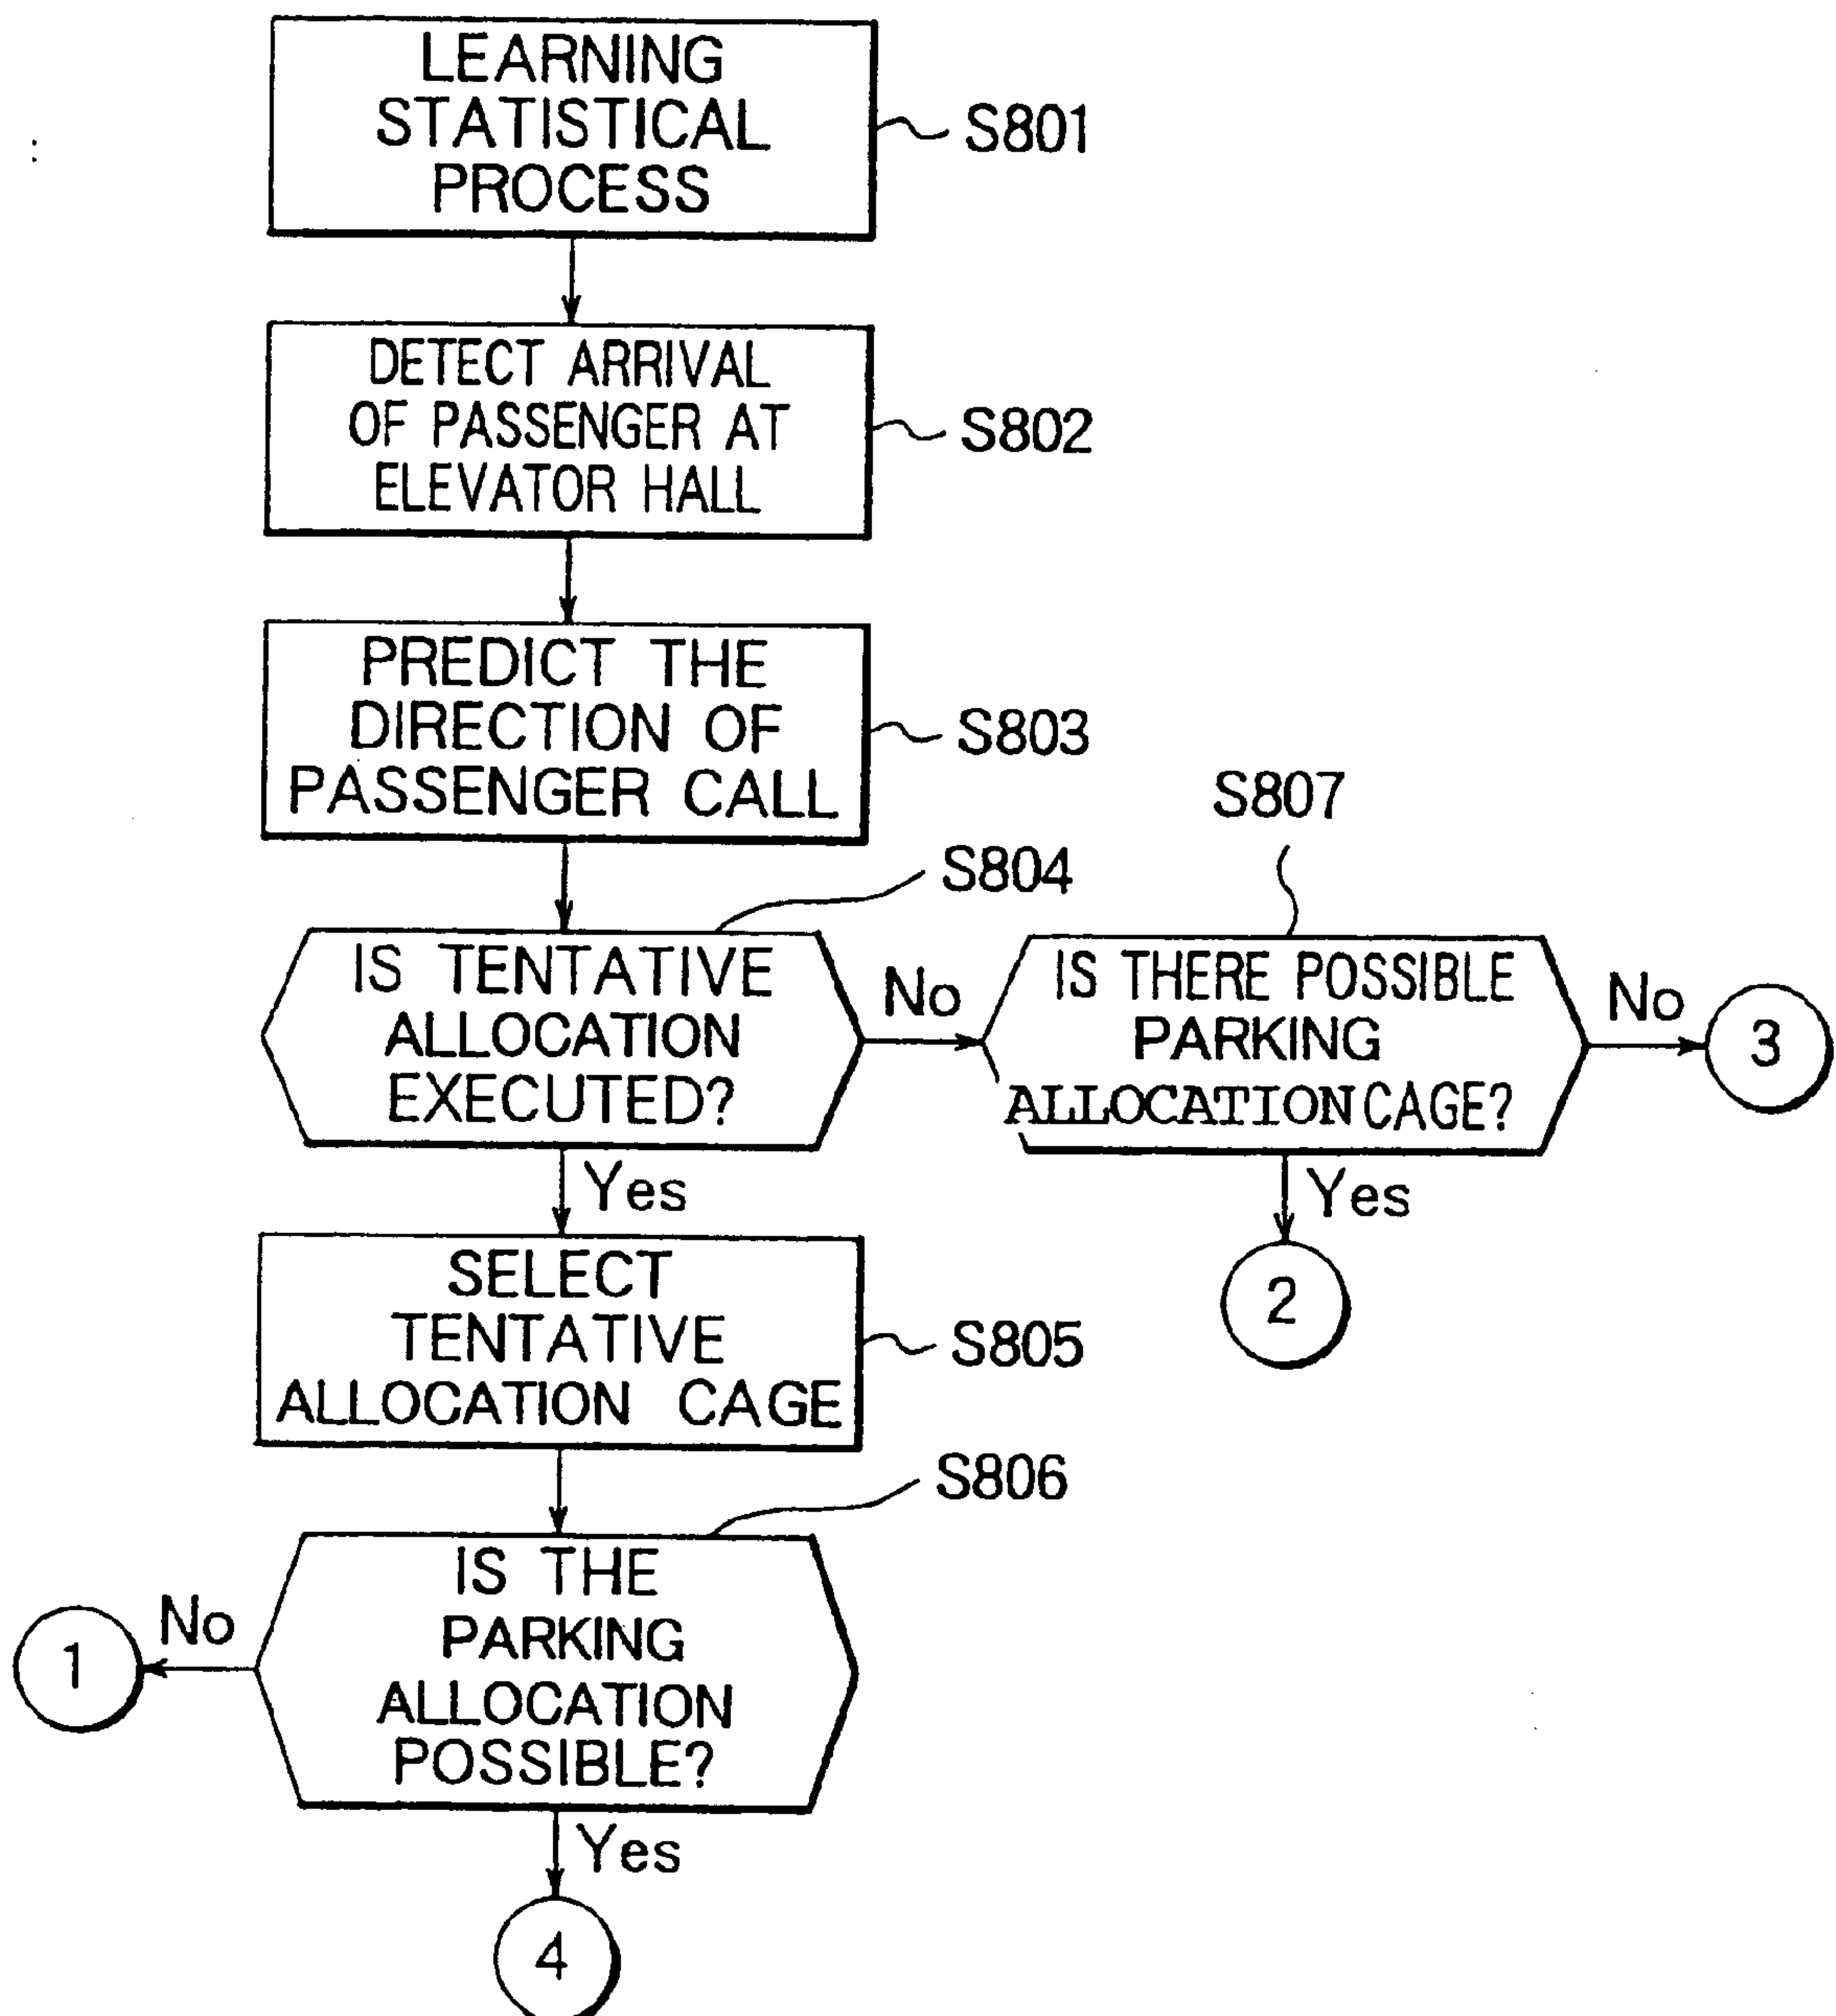 LEARNING
STATISTICAL
PROCESS
S801
DETECT ARRIVAL
OF PASSENGER AT
ELEVATOR HALL
S802
PREDICT THE
DIRECTION OF
PASSENGER CALL
S803
S804
IS TENTATIVE
ALLOCATION
EXECUTED?
No
Yes
S807
IS THERE POSSIBLE
PARKING
ALLOCATION CAGE?
No
3
Yes
2
SELECT
TENTATIVE
ALLOCATION CAGE
S805
S806
IS THE
PARKING
ALLOCATION
POSSIBLE?
No
1
Yes
4